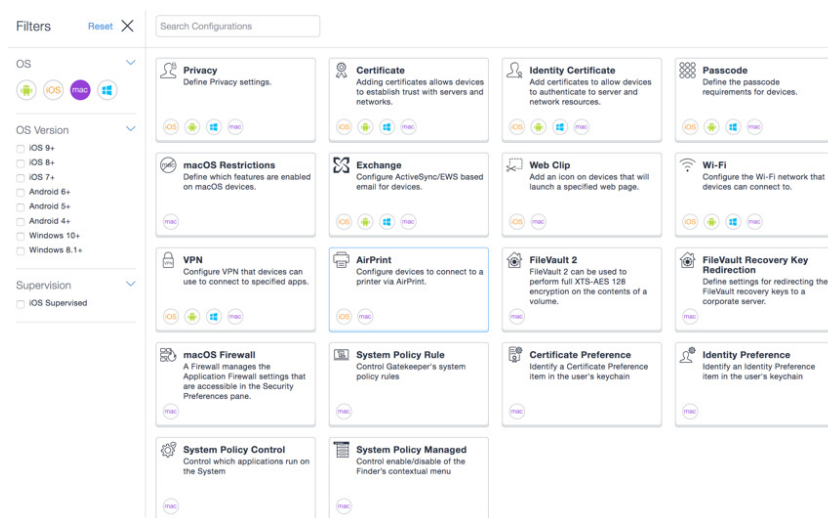 Filters
Reset
Search Configurations
OS
iOS
mac
OS Version
iOS 9+
iOS 8+
iOS 7+
Android 6+
Android 5+
Android 4+
Windows 10+
Windows 8.1+
Supervision
iOS Supervised
Privacy
Define Privacy settings.
iOS
mac
Certificate
Adding certificates allows devices
to establish trust with servers and
networks.
iOS
mac
Identity Certificate
Add certificates to allow devices
to authenticate to server and
network resources.
iOS
mac
Passcode
Define the passcode
requirements for devices.
iOS
mac
mac
macOS Restrictions
Define which features are enabled
on macOS devices.
mac
Exchange
Configure ActiveSync/EWS based
email for devices.
iOS
mac
Web Clip
Add an icon on devices that will
launch a specified web page.
iOS
mac
Wi-Fi
Configure the Wi-Fi network that
devices can connect to.
iOS
mac
VPN
VPN
Configure VPN that devices can
use to connect to specified apps.
iOS
mac
AirPrint
Configure devices to connect to a
printer via AirPrint.
iOS
mac
FileVault 2
FileVault 2 can be used to
perform full XTS-AES 128
encryption on the contents of a
volume.
mac
FileVault Recovery Key
Redirection
Define settings for redirecting the
FileVault recovery keys to a
corporate server.
mac
macOS Firewall
A Firewall manages the
Application Firewall settings that
are accessible in the Security
Preferences pane.
mac
System Policy Rule
Control Gatekeeper's system
policy rules
mac
Certificate Preference
Identify a Certificate Preference
item in the user's keychain
mac
Identity Preference
Identify an Identity Preference
item in the user's keychain
mac
System Policy Control
Control which applications run on
the System
mac
System Policy Managed
Control enable/disable of the
Finder's contextual menu
mac